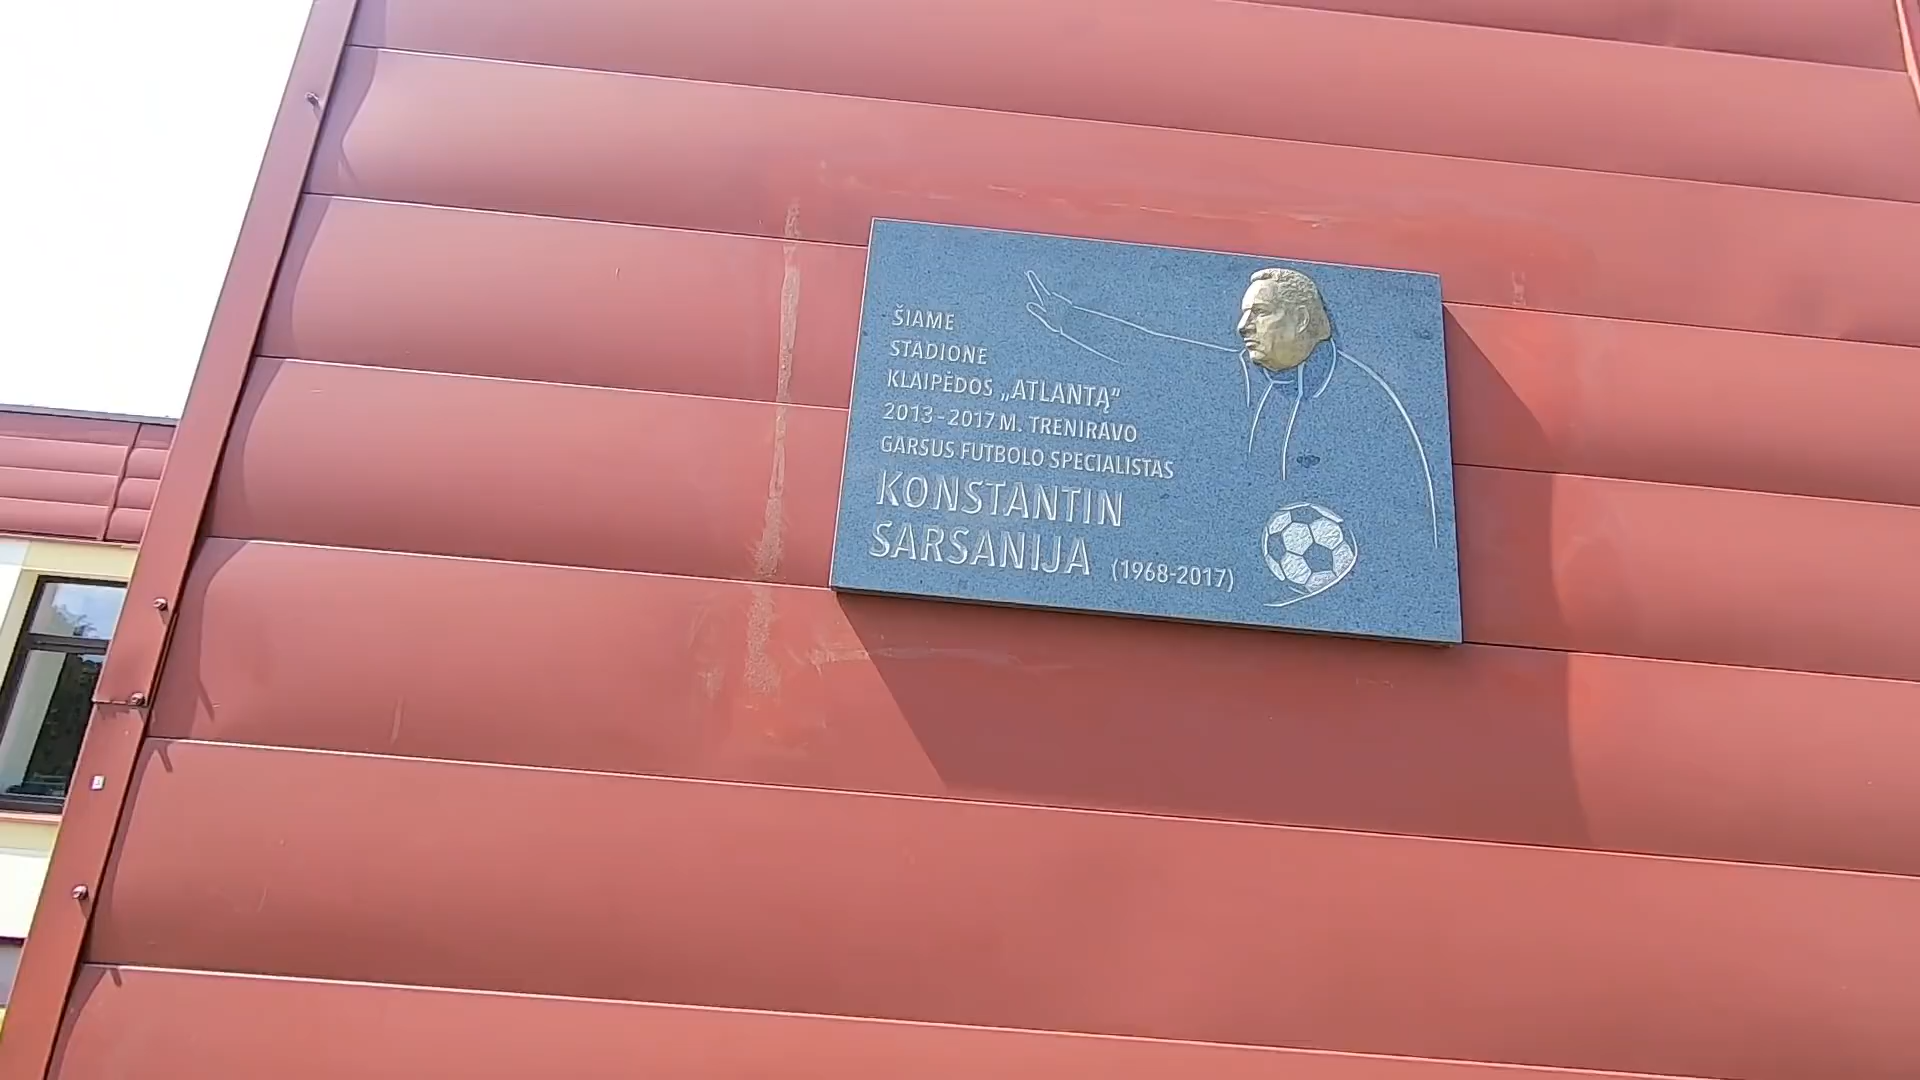 ŠIAME
STADIONE
KLAIPĖDOS „ATLANTĄ”
2013-2017 M. TRENIRAVO
GARSUS FUTBOLO SPECIALISTAS
KONSTANTIN
SARSANIJA (1968-2017)